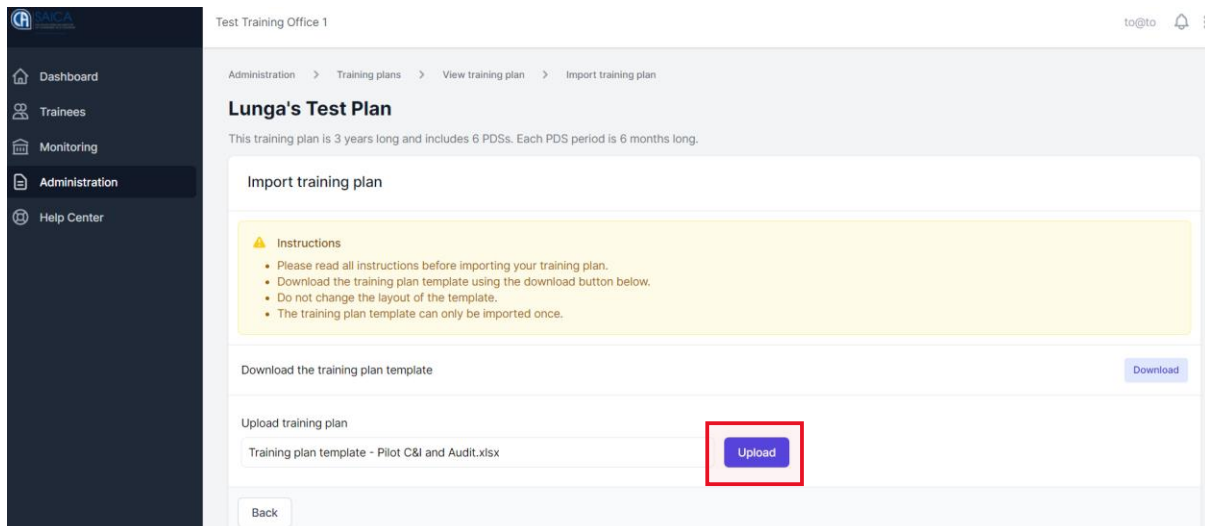 SAICA
Test Training Office 1
to@to
Dashboard
Trainees
Monitoring
Administration
Help Center
Administration > Training plans > View training plan > Import training plan
Lunga's Test Plan
This training plan is 3 years long and includes 6 PDSs. Each PDS period is 6 months long.
Import training plan
Instructions
• Please read all instructions before importing your training plan.
• Download the training plan template using the download button below.
• Do not change the layout of the template.
• The training plan template can only be imported once.
Download the training plan template
Download
Upload training plan
Training plan template - Pilot C&I and Audit.xlsx
Upload
Back